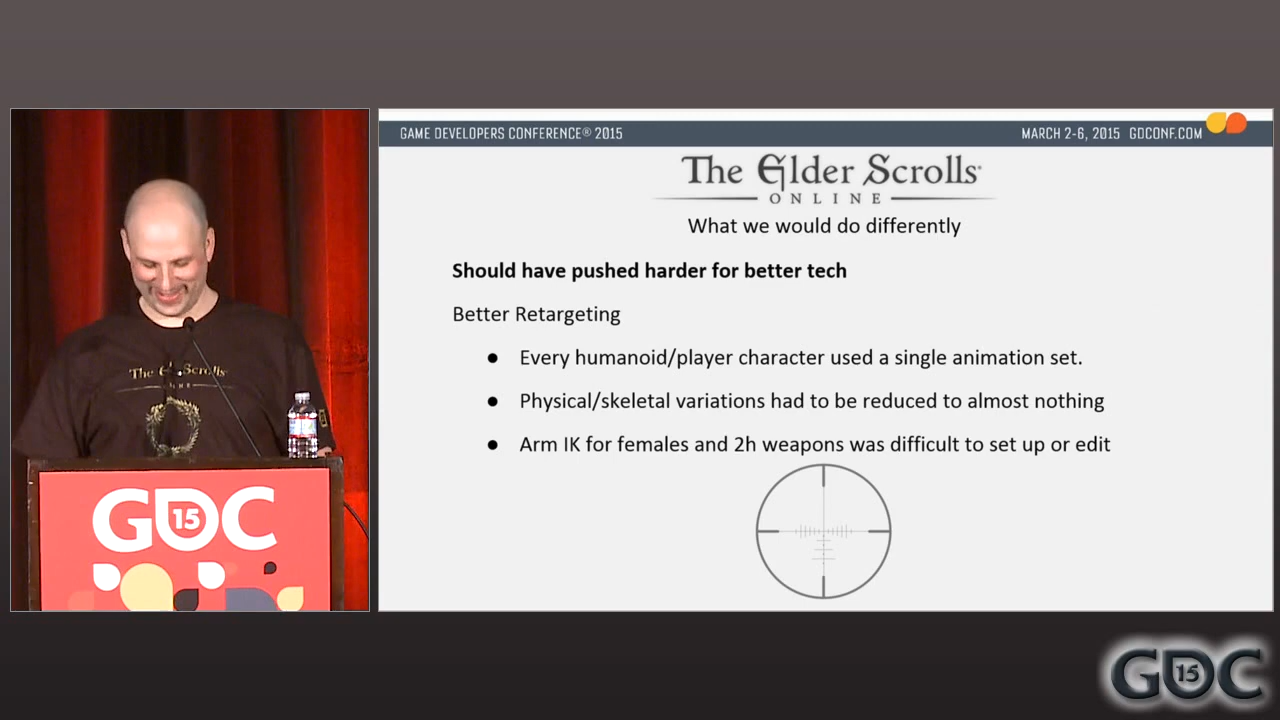 GAME DEVELOPERS CONFERENCE® 2015
MARCH 2-6, 2015 GDCONF.COM
The Elder Scrolls
ONLINE
What we would do differently
Should have pushed harder for better tech
Better Retargeting
● Every humanoid/player character used a single animation set.
● Physical/skeletal variations had to be reduced to almost nothing
● Arm IK for females and 2h weapons was difficult to set up or edit
The Elder Scrolls
GDC
15
GDC
15